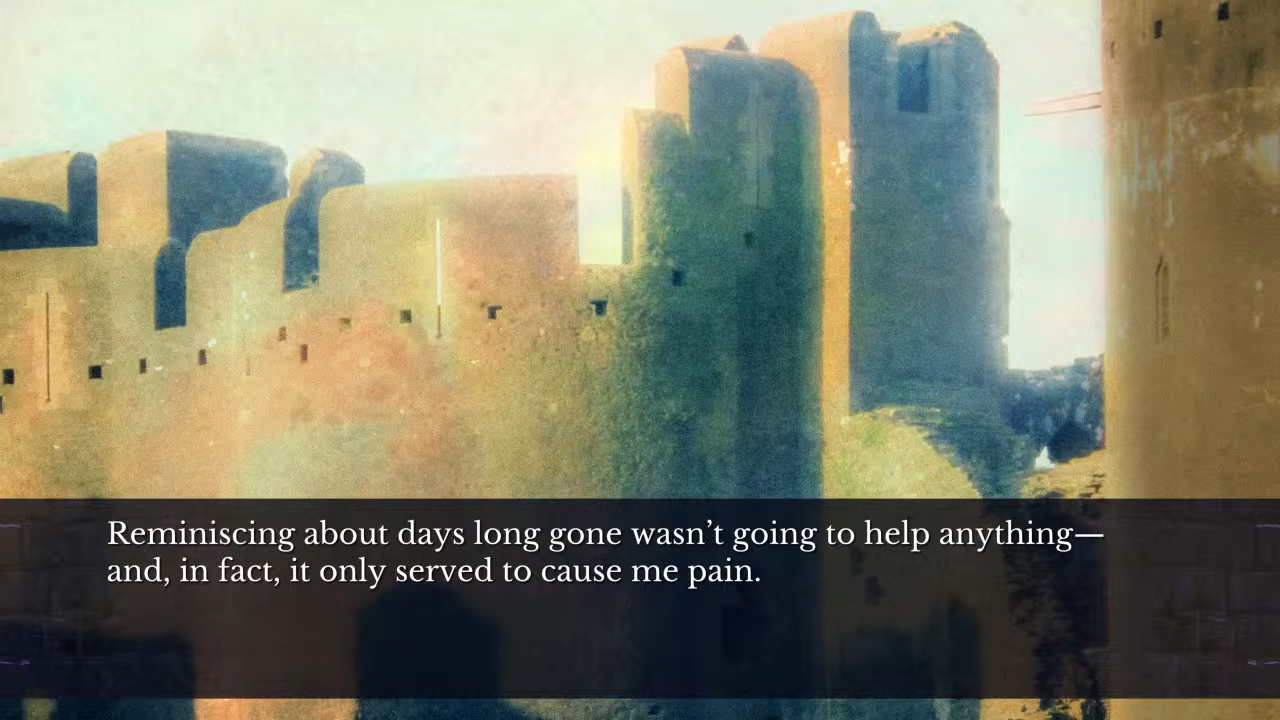 Reminiscing about days long gone wasn’t going to help anything—
and, in fact, it only served to cause me pain.